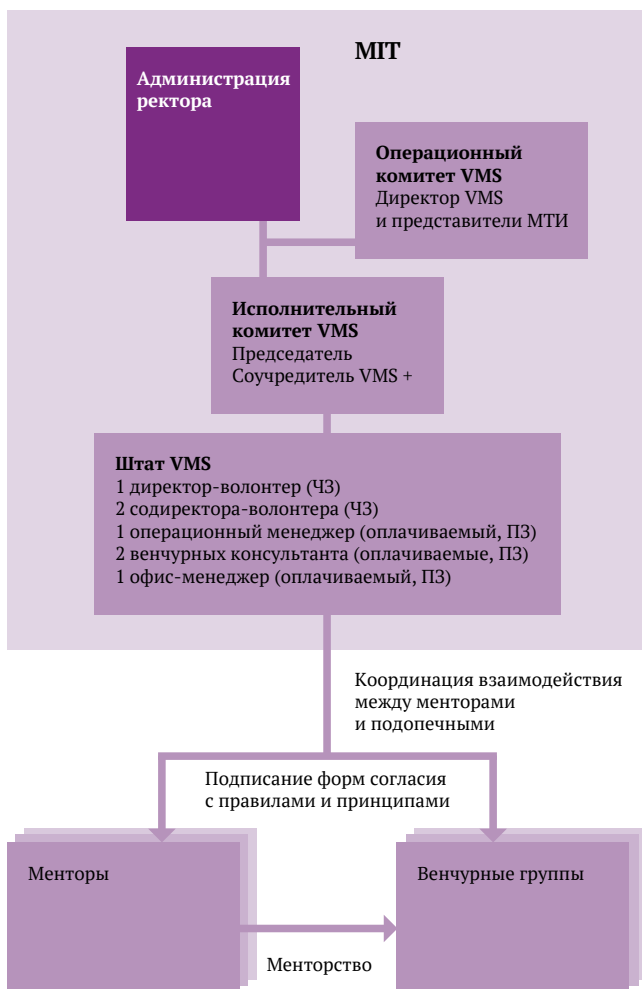 MIT
Администрация
ректора
Операционный
комитет VMS
Директор VMS
и представители МТИ
Исполнительный
комитет VMS
Председатель
Соучредитель VMS +
Штат VMS
1 директор-волонтер (ЧЗ)
2 содиректора-волонтера (ЧЗ)
1 операционный менеджер (оплачиваемый, ПЗ)
2 венчурных консультанта (оплачиваемые, ПЗ)
1 офис-менеджер (оплачиваемый, ПЗ)
Координация взаимодействия
между менторами
и подопечными
Подписание форм согласия
с правилами и принципами
Менторы
Венчурные группы
Менторство